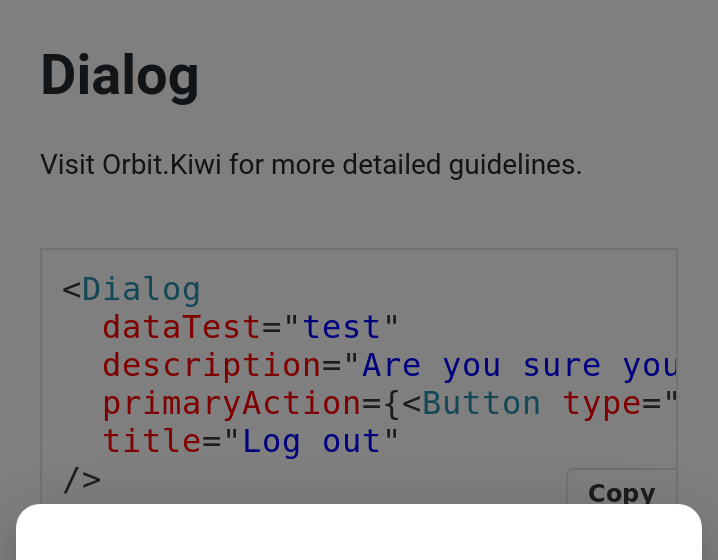 Dialog
Visit Orbit.Kiwi for more detailed guidelines.
<Dialog
  dataTest="test"
  description="Are you sure you
  primaryAction={<Button type="
  title="Log out"
/>
Copy